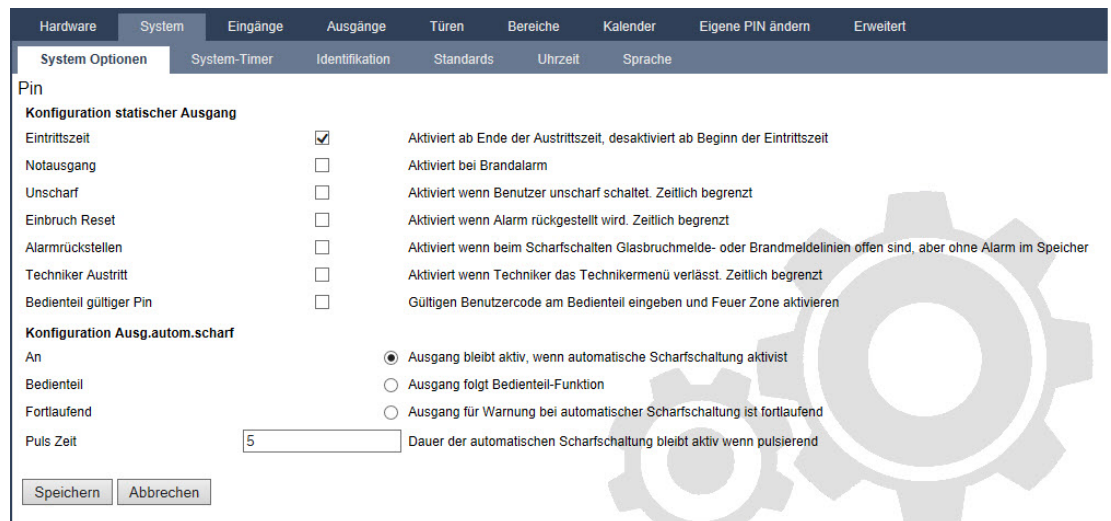 Hardware System Eingänge Ausgänge Türen Bereiche Kalender Eigene PIN ändern Erweitert
System Optionen System-Timer Identifikation Standards Uhrzeit Sprache
Pin
Konfiguration statischer Ausgang
Eintrittszeit Aktiviert ab Ende der Austrittszeit, desaktiviert ab Beginn der Eintrittszeit
Notausgang Aktiviert bei Brandalarm
Unscharf Aktiviert wenn Benutzer unscharf schaltet. Zeitlich begrenzt
Einbruch Reset Aktiviert wenn Alarm rückgestellt wird. Zeitlich begrenzt
Alarmrückstellen Aktiviert wenn beim Scharfschalten Glasbruchmelde- oder Brandmeldelinien offen sind, aber ohne Alarm im Speicher
Techniker Austritt Aktiviert wenn Techniker das Technikermenü verlässt. Zeitlich begrenzt
Bedienteil gültiger Pin Gültigen Benutzercode am Bedienteil eingeben und Feuer Zone aktivieren
Konfiguration Ausg.autom.scharf
An Ausgang bleibt aktiv, wenn automatische Scharfschaltung aktivist
Bedienteil Ausgang folgt Bedienteil-Funktion
Fortlaufend Ausgang für Warnung bei automatischer Scharfschaltung ist fortlaufend
Puls Zeit 5 Dauer der automatischen Scharfschaltung bleibt aktiv wenn pulsierend
Speichern Abbrechen